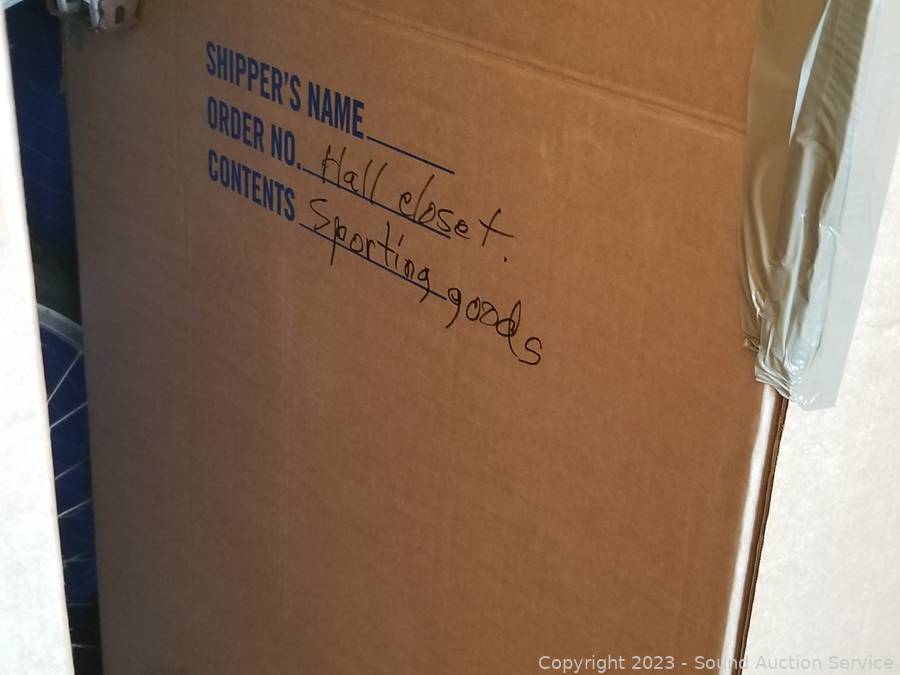 SHIPPER'S NAME
ORDER NO. Hall closet.
CONTENTS Sporting goods
Copyright 2023 - Sound Auction Service